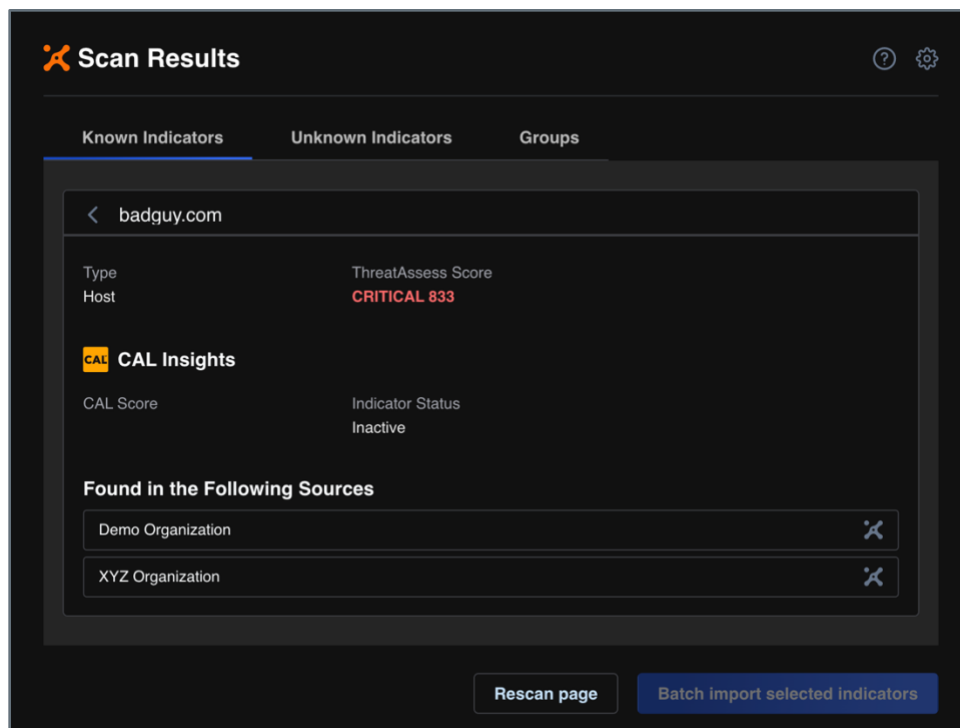 Scan Results
?
Known Indicators Unknown Indicators Groups
badguy.com
Type ThreatAssess Score
Host CRITICAL 833
CAL CAL Insights
CAL Score Indicator Status
Inactive
Found in the Following Sources
Demo Organization
XYZ Organization
Rescan page Batch import selected indicators